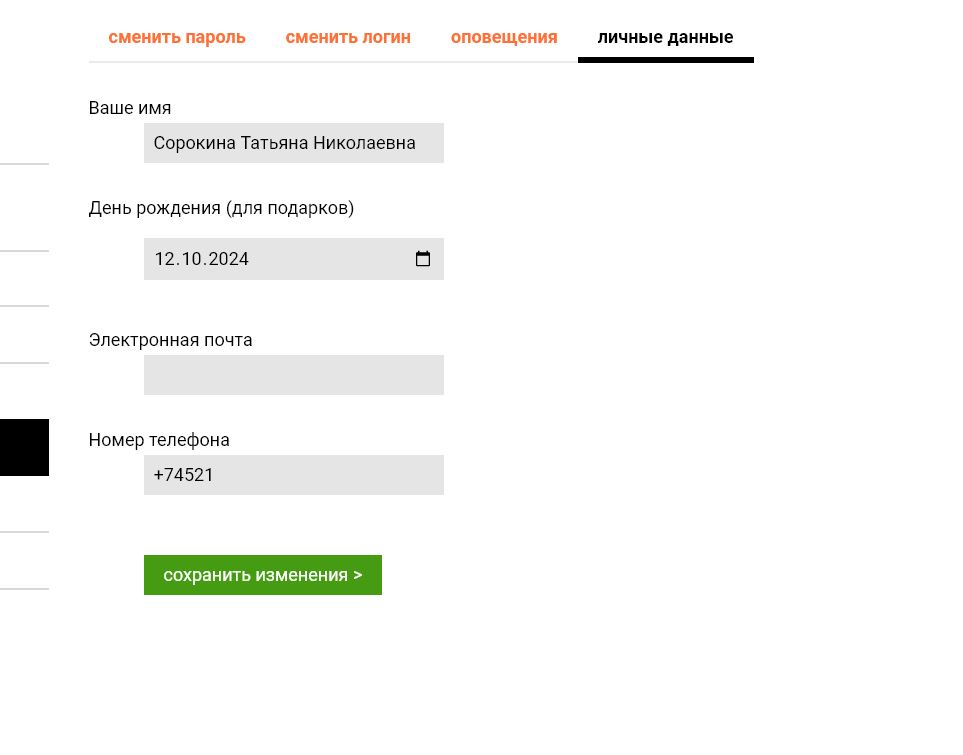 сменить пароль сменить логин оповещения личные данные
Ваше имя
Сорокина Татьяна Николаевна
День рождения (для подарков)
12.10.2024
Электронная почта
Номер телефона
+74521
сохранить изменения >